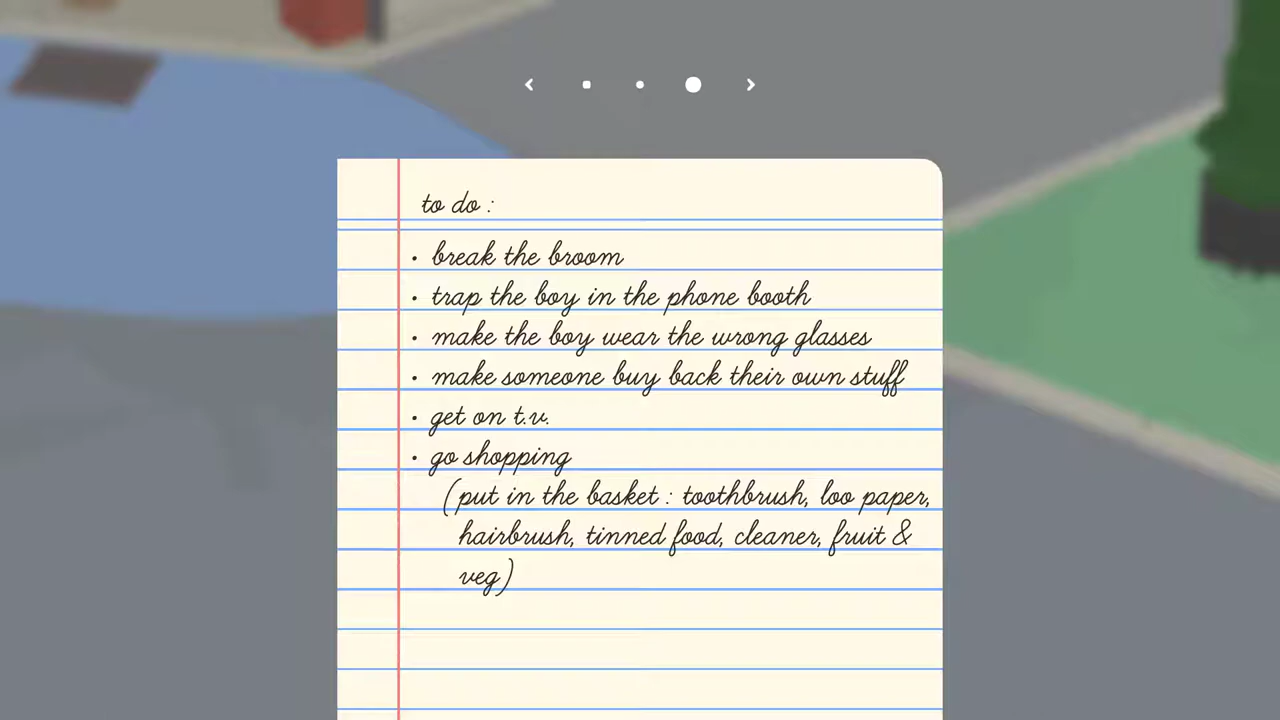 to do :
• break the broom
• trap the boy in the phone booth
• make the boy wear the wrong glasses
• make someone buy back their own stuff
• get on t.v.
• go shopping
(put in the basket : toothbrush, loo paper,
hairbrush, tinned food, cleaner, fruit &
veg)